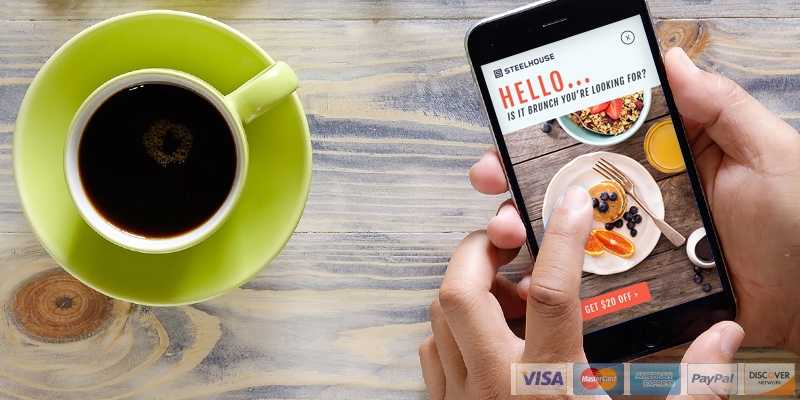 STEELHOUSE
HELLO...
IS IT BRUNCH YOU'RE LOOKING FOR?
GET $20 OFF >
VISA
MasterCard
AMERICAN EXPRESS
PayPal
DISCOVER
NETWORK